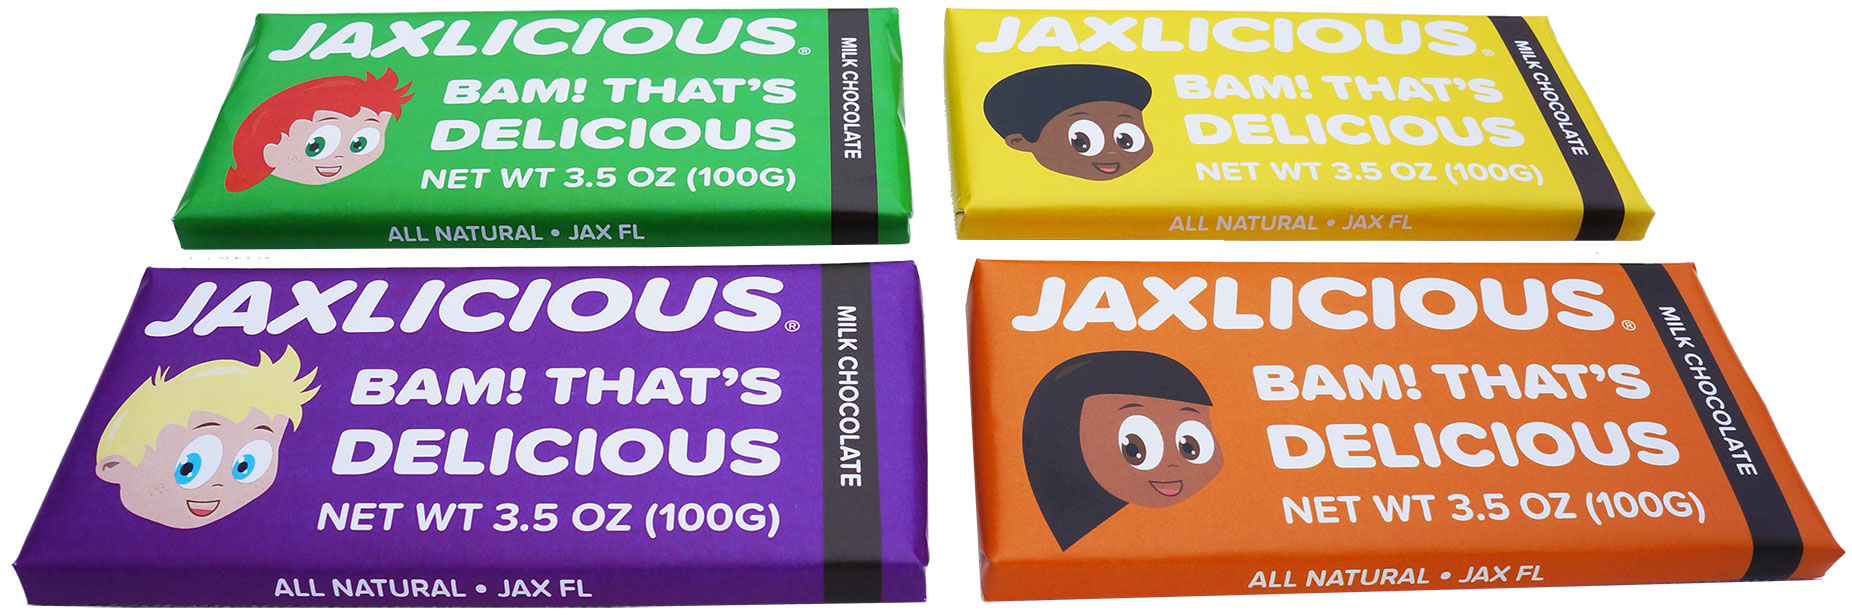 JAXLICIOUS®
BAM! THAT'S
DELICIOUS
NET WT 3.5 OZ (100G)
MILK CHOCOLATE
ALL NATURAL • JAX FL
JAXLICIOUS®
BAM! THAT'S
DELICIOUS
NET WT 3.5 OZ (100G)
MILK CHOCOLATE
ALL NATURAL • JAX FL
JAXLICIOUS®
BAM! THAT'S
DELICIOUS
NET WT 3.5 OZ (100G)
MILK CHOCOLATE
ALL NATURAL • JAX FL
JAXLICIOUS®
BAM! THAT'S
DELICIOUS
NET WT 3.5 OZ (100G)
MILK CHOCOLATE
ALL NATURAL • JAX FL